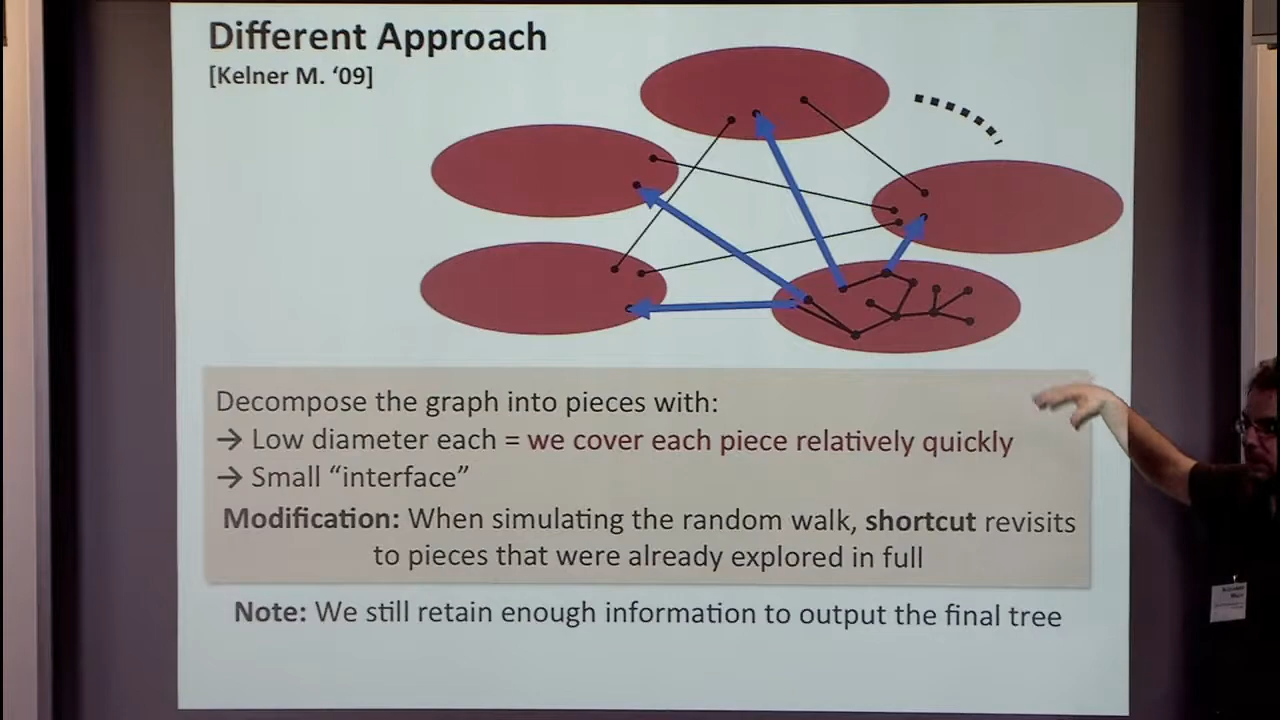 Different Approach
[Kelner M. ‘09]
Decompose the graph into pieces with:
→ Low diameter each = we cover each piece relatively quickly
→ Small “interface”
Modification: When simulating the random walk, shortcut revisits
to pieces that were already explored in full
Note: We still retain enough information to output the final tree